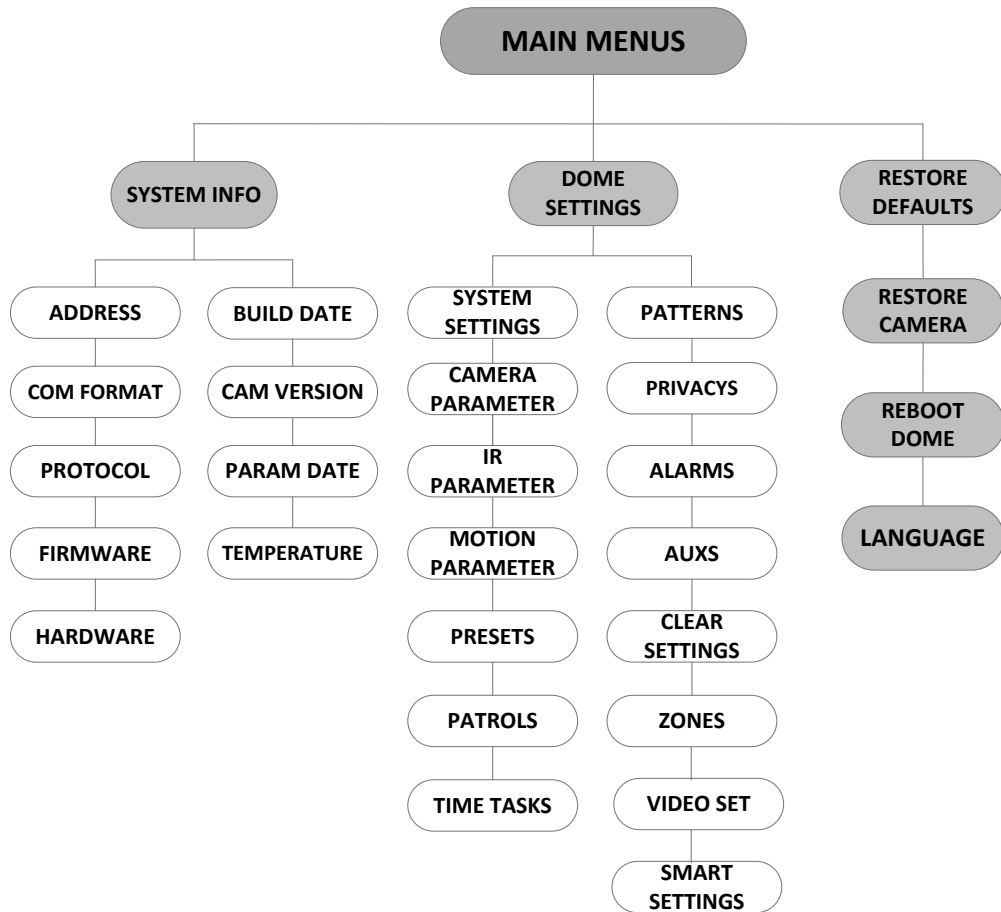 MAIN MENUS
SYSTEM INFO
ADDRESS
COM FORMAT
PROTOCOL
FIRMWARE
HARDWARE
BUILD DATE
CAM VERSION
PARAM DATE
TEMPERATURE
DOME
SETTINGS
SYSTEM
SETTINGS
CAMERA
PARAMETER
IR
PARAMETER
MOTION
PARAMETER
PRESETS
PATROLS
TIME TASKS
PATTERNS
PRIVACYS
ALARMS
AUXS
CLEAR
SETTINGS
ZONES
VIDEO SET
SMART
SETTINGS
RESTORE
DEFAULTS
RESTORE
CAMERA
REBOOT
DOME
LANGUAGE